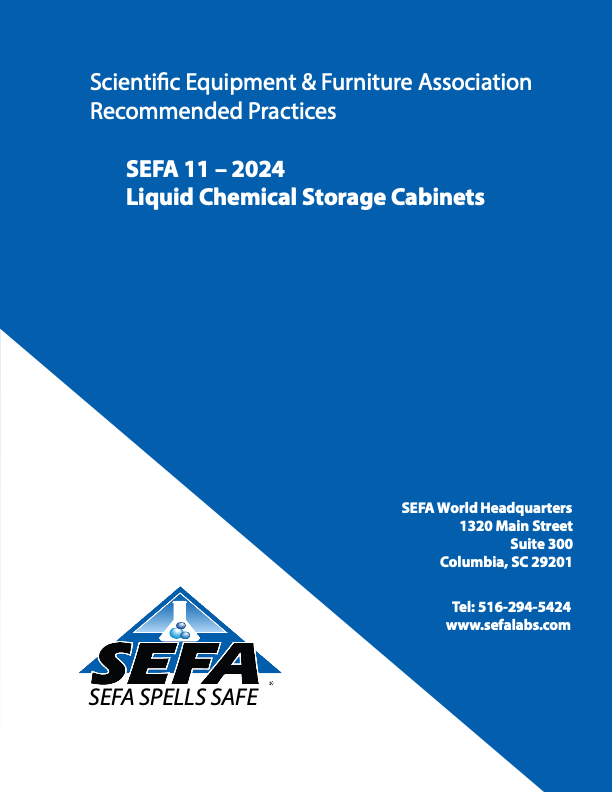 Scientific Equipment & Furniture Association
Recommended Practices
SEFA 11 – 2024
Liquid Chemical Storage Cabinets
SEFA World Headquarters
1320 Main Street
Suite 300
Columbia, SC 29201
Tel: 516-294-5424
www.sefalabs.com
SEFA
SEFA SPELLS SAFE